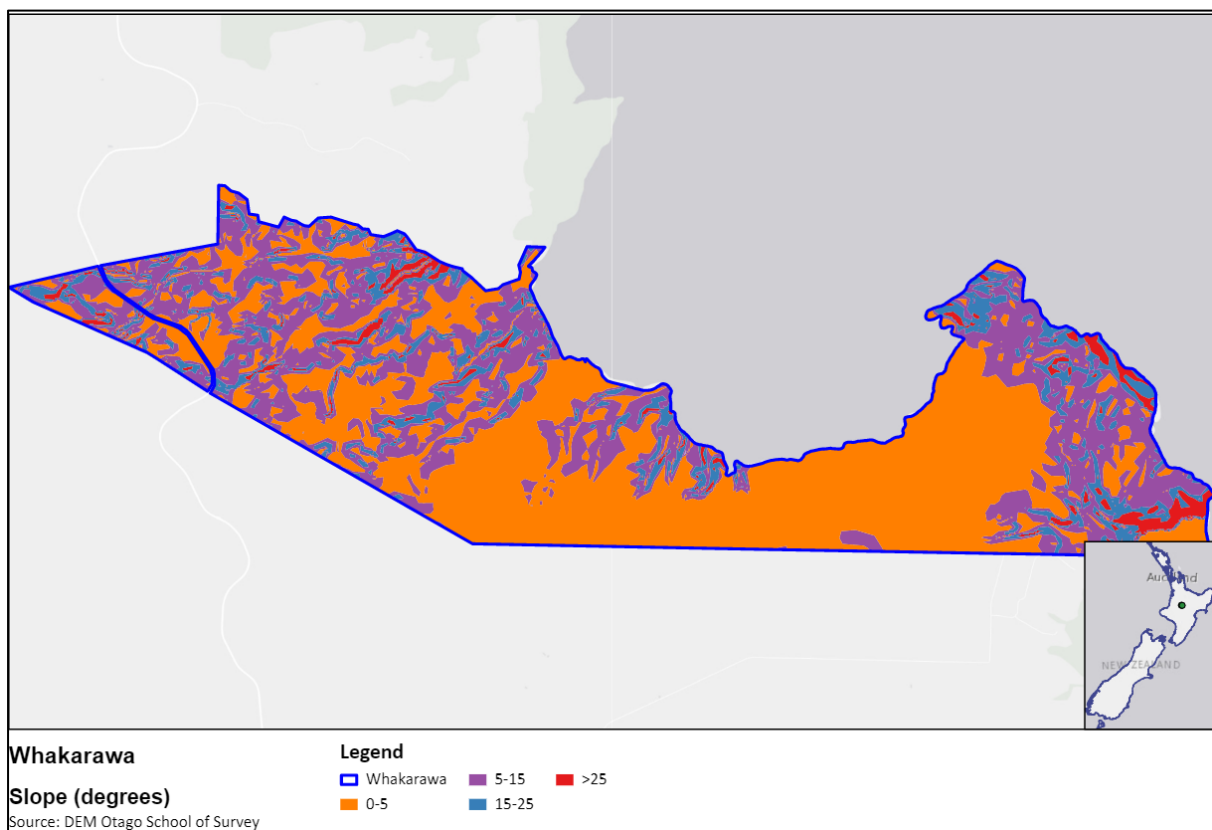 Auckland
NEW ZEALAND
Whakarawa
Slope (degrees)
Source: DEM Otago School of Survey
Legend
Whakarawa
5-15
>25
0-5
15-25